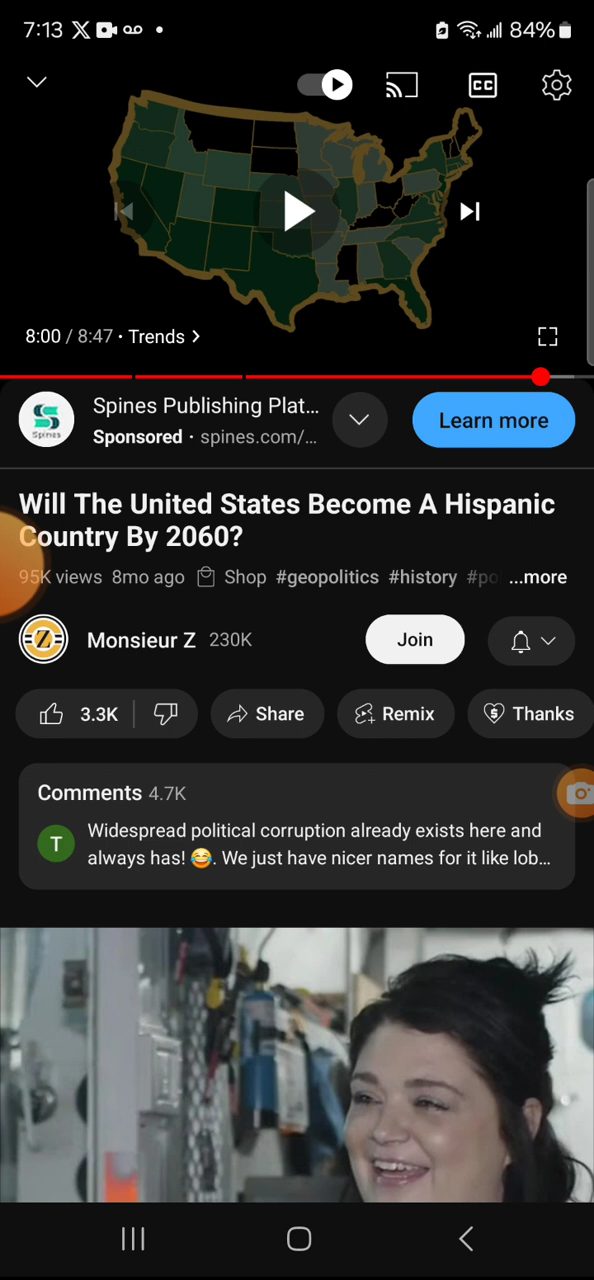 7:13
84%
CC
8:00 / 8:47 · Trends >
Spines Publishing Plat...
Sponsored · spines.com/...
Learn more
Spines
Will The United States Become A Hispanic
Country By 2060?
95K views 8mo ago Shop #geopolitics #history #po ...more
Z
Monsieur Z 230K
Join
3.3K
Share
Remix
Thanks
Comments 4.7K
T
Widespread political corruption already exists here and
always has! 😂. We just have nicer names for it like lob...